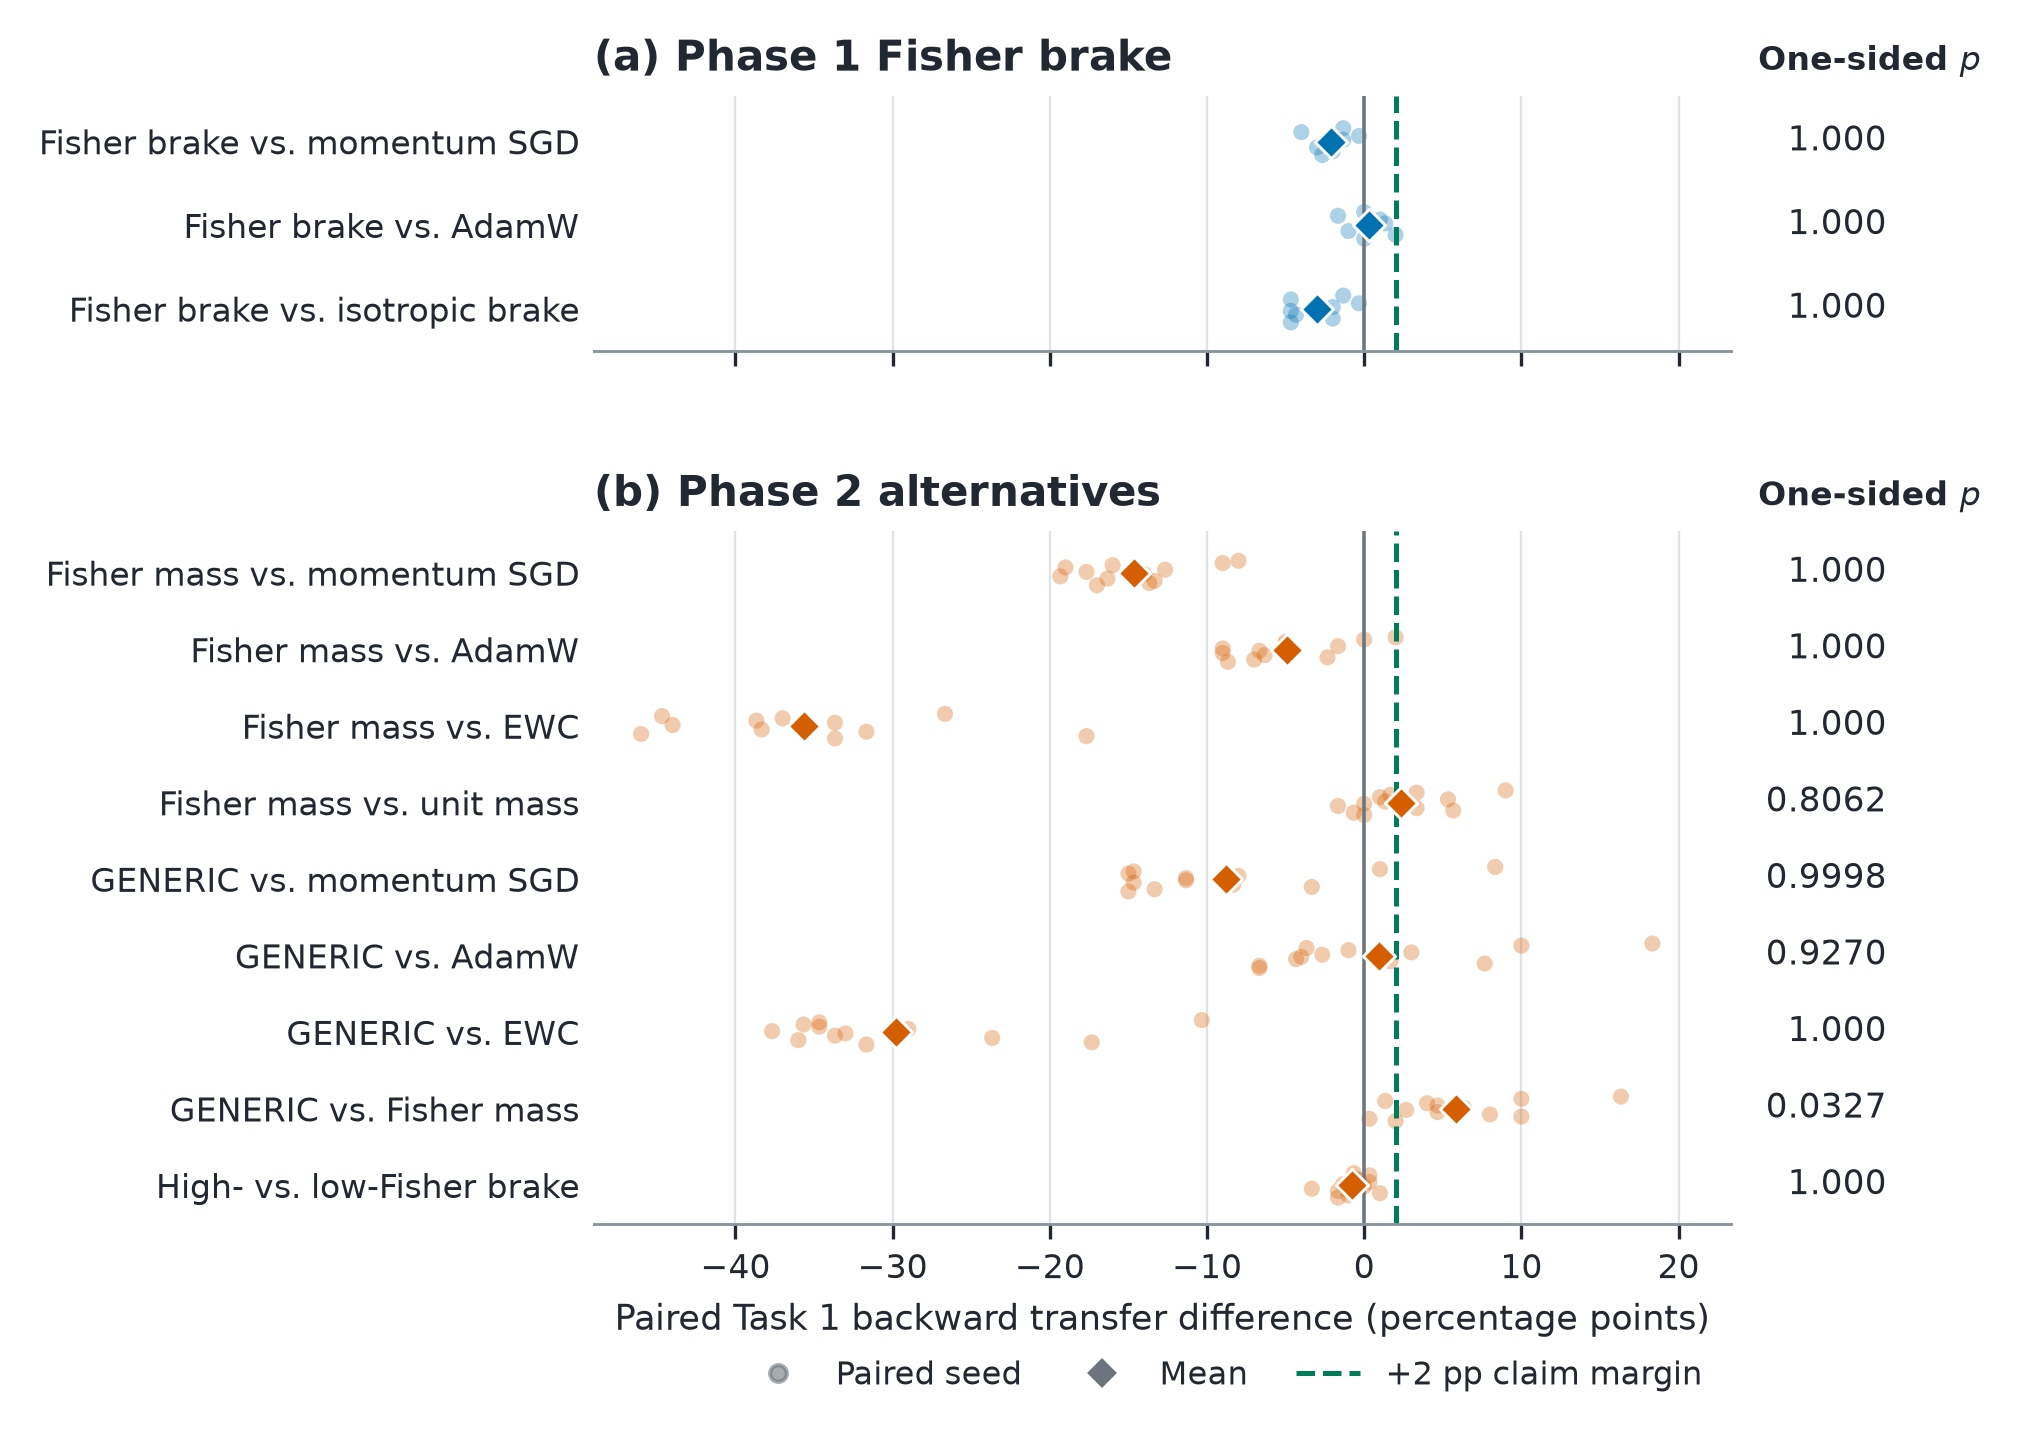 (a) Phase 1 Fisher brake
One-sided p
Fisher brake vs. momentum SGD
1.000
Fisher brake vs. AdamW
1.000
Fisher brake vs. isotropic brake
1.000
(b) Phase 2 alternatives
One-sided p
Fisher mass vs. momentum SGD
1.000
Fisher mass vs. AdamW
1.000
Fisher mass vs. EWC
1.000
Fisher mass vs. unit mass
0.8062
GENERIC vs. momentum SGD
0.9998
GENERIC vs. AdamW
0.9270
GENERIC vs. EWC
1.000
GENERIC vs. Fisher mass
0.0327
High- vs. low-Fisher brake
1.000
−40 −30 −20 −10 0 10 20
Paired Task 1 backward transfer difference (percentage points)
Paired seed Mean +2 pp claim margin